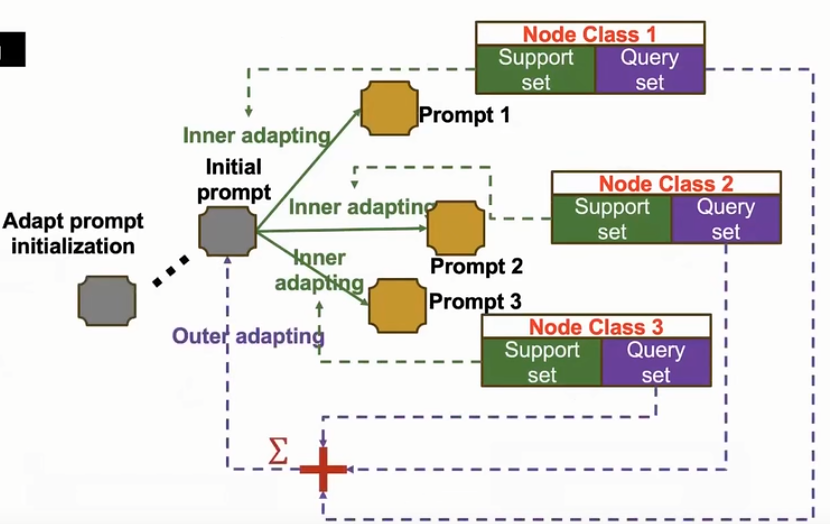 Node Class 1
Support
set
Query
set
Prompt 1
Inner adapting
Initial
prompt
Node Class 2
Support
set
Query
set
Inner adapting
Adapt prompt
initialization
Inner
adapting
Prompt 2
Prompt 3
Node Class 3
Support
set
Query
set
Outer adapting
Σ